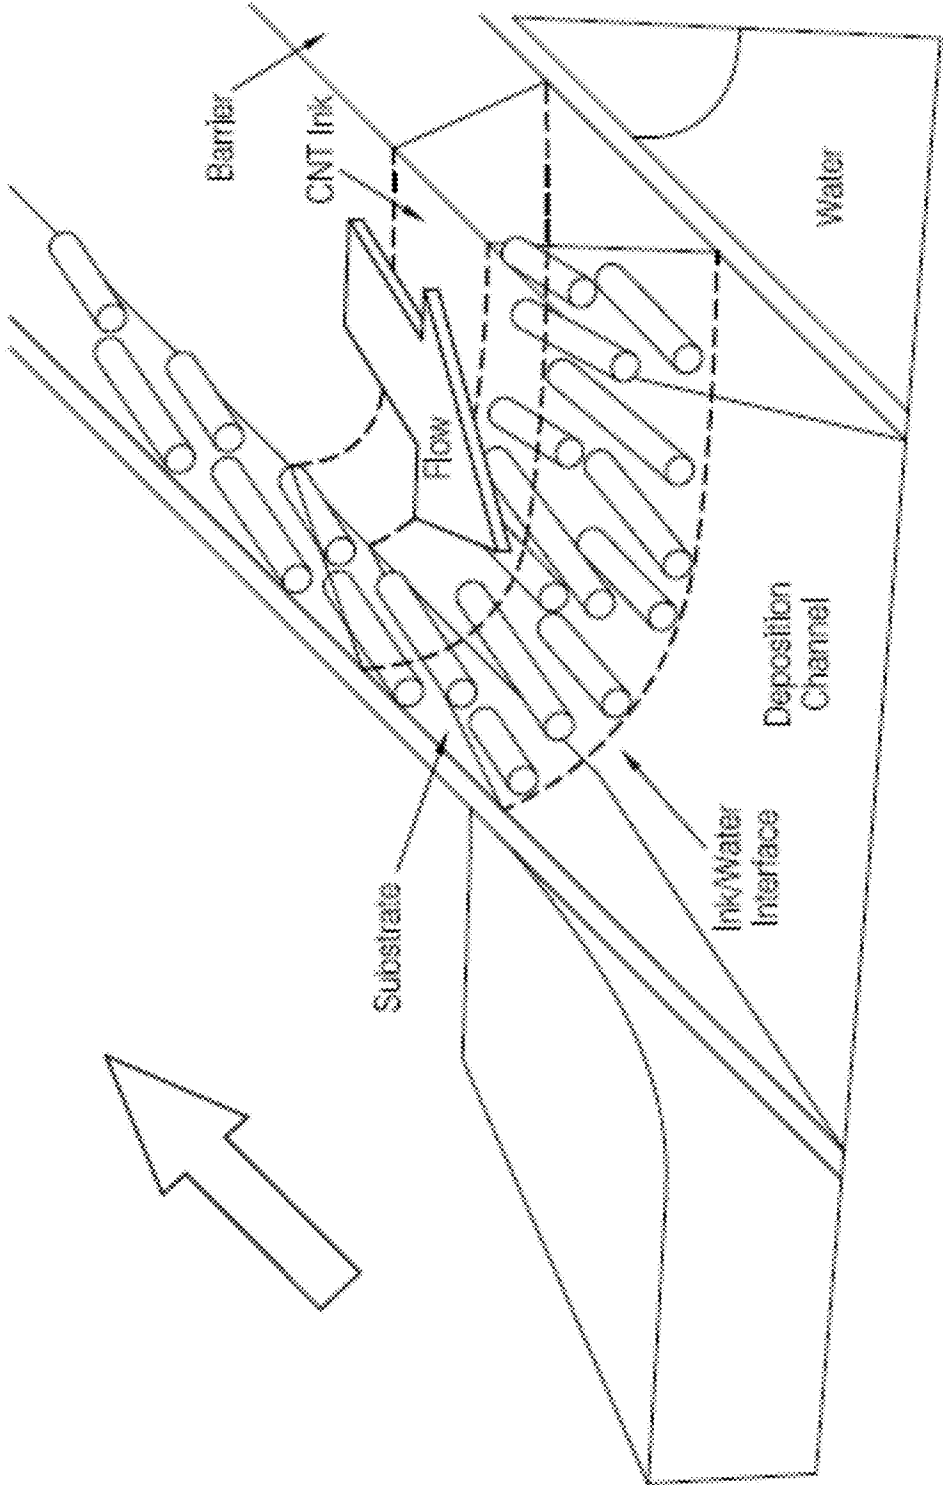 Barrier
CNT Ink
Water
Flow
Deposition
Channel
Substrate
Ink/Water
Interface